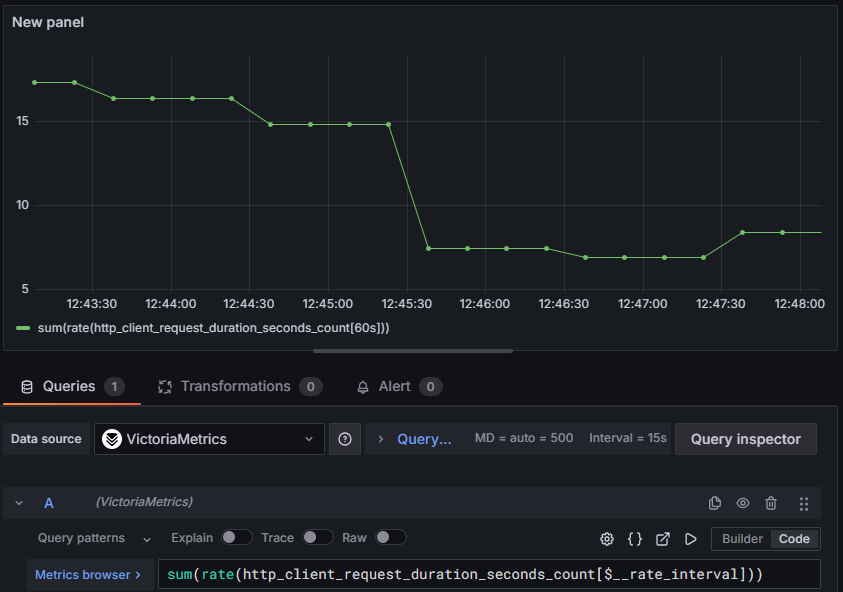 New panel
15
10
5
12:43:30 12:44:00 12:44:30 12:45:00 12:45:30 12:46:00 12:46:30 12:47:00 12:47:30 12:48:00
sum(rate(http_client_request_duration_seconds_count[60s]))
Queries 1 Transformations 0 Alert 0
Data source VictoriaMetrics Query... MD = auto = 500 Interval = 15s Query inspector
A (VictoriaMetrics)
Query patterns Explain Trace Raw Builder Code
Metrics browser > sum(rate(http_client_request_duration_seconds_count[$__rate_interval]))